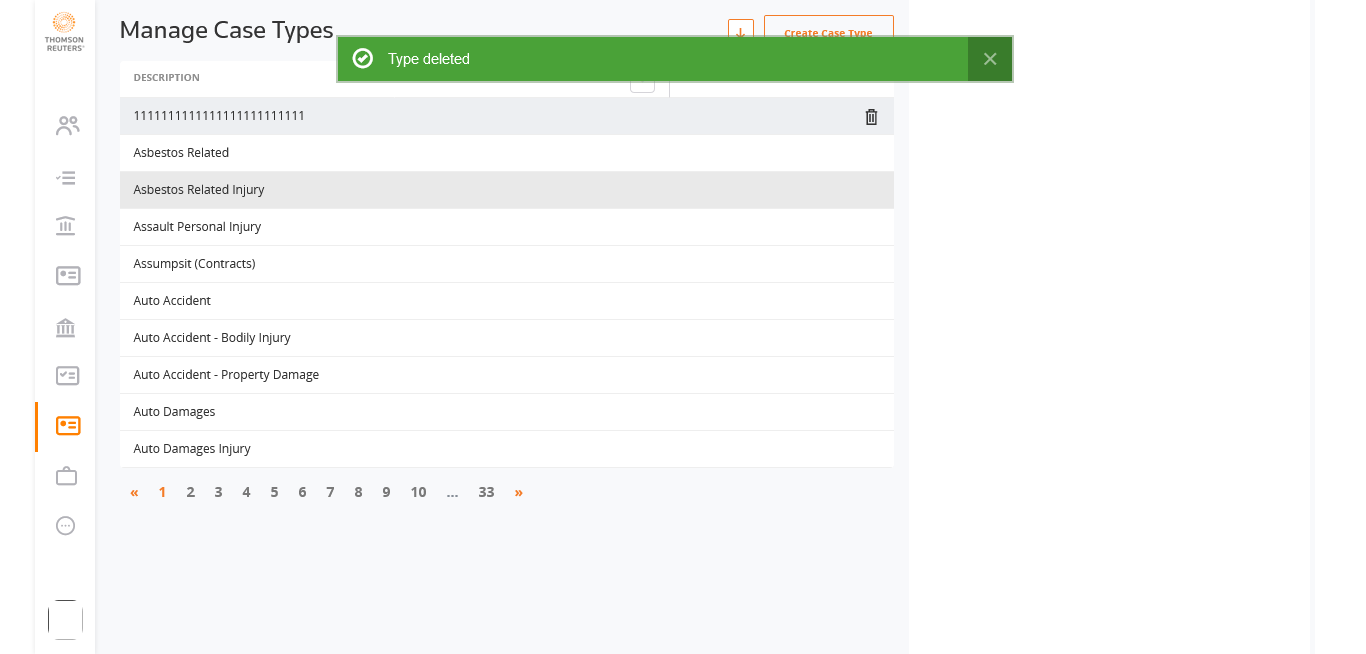 THOMSON
REUTERS
Manage Case Types
Create Case Type
Type deleted
DESCRIPTION
1111111111111111111111111
Asbestos Related
Asbestos Related Injury
Assault Personal Injury
Assumpsit (Contracts)
Auto Accident
Auto Accident - Bodily Injury
Auto Accident - Property Damage
Auto Damages
Auto Damages Injury
« 1 2 3 4 5 6 7 8 9 10 ... 33 »